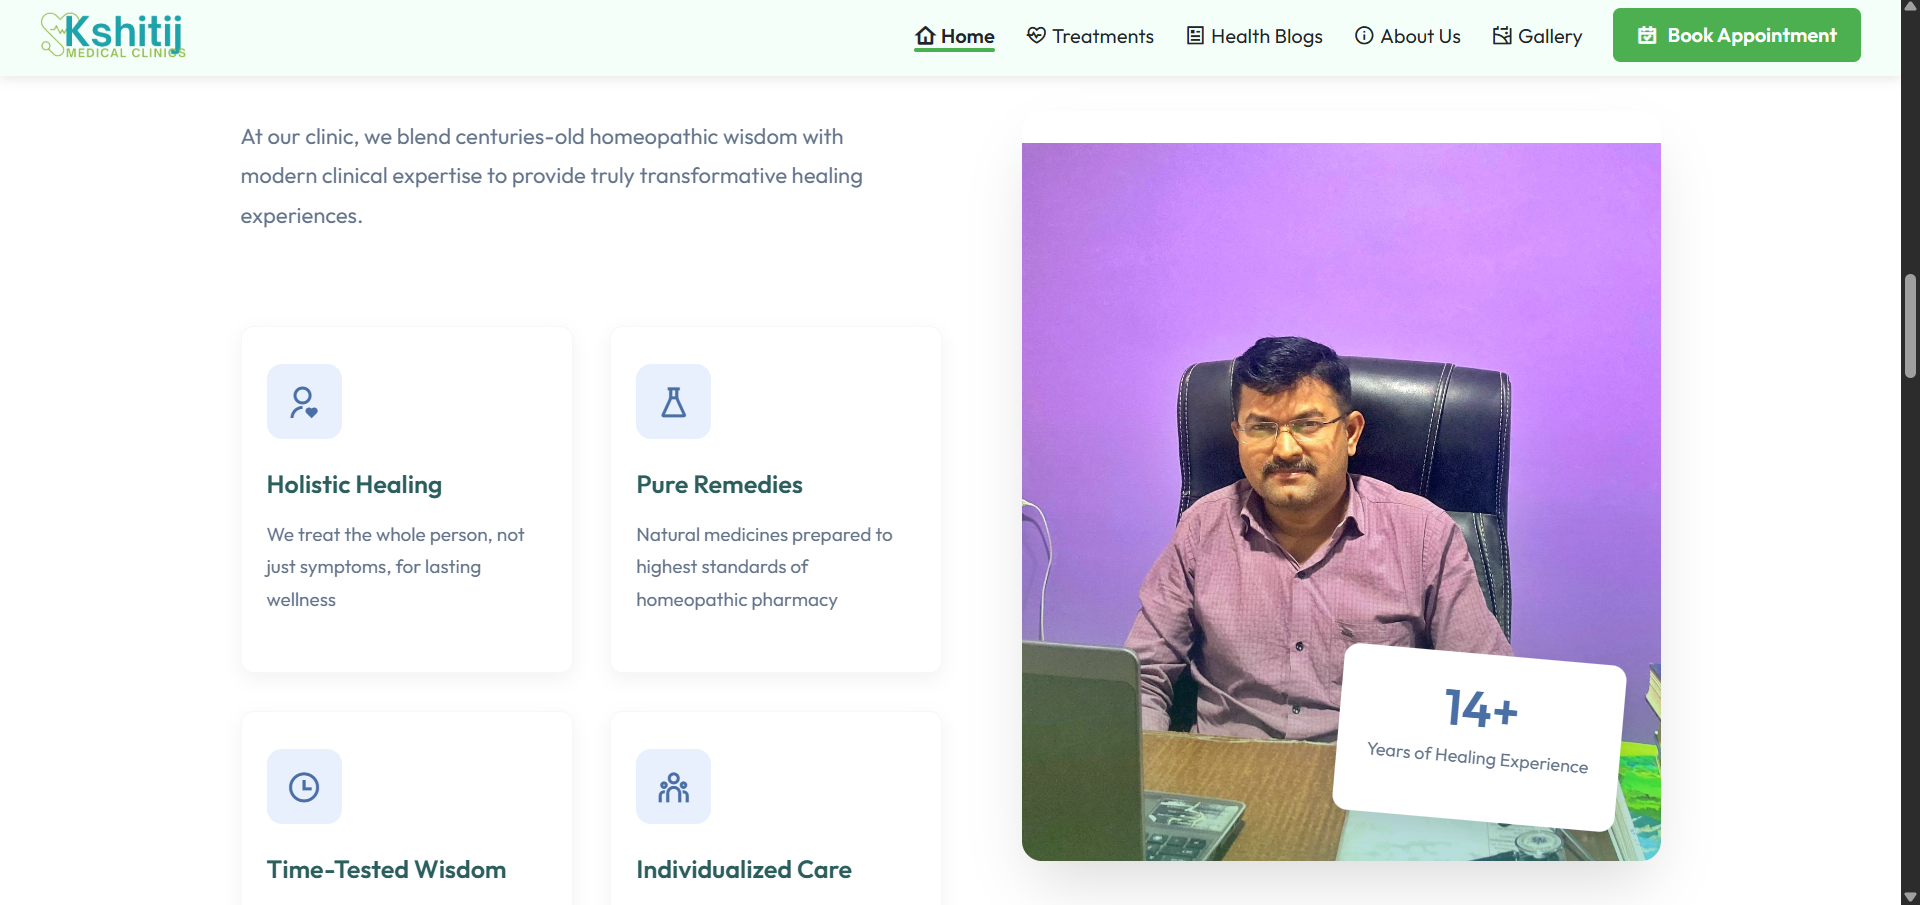 Kshitij
MEDICAL CLINICS
Home
Treatments
Health Blogs
About Us
Gallery
Book Appointment
At our clinic, we blend centuries-old homeopathic wisdom with
modern clinical expertise to provide truly transformative healing
experiences.
Holistic Healing
We treat the whole person, not
just symptoms, for lasting
wellness
Pure Remedies
Natural medicines prepared to
highest standards of
homeopathic pharmacy
Time-Tested Wisdom
Individualized Care
14+
Years of Healing Experience